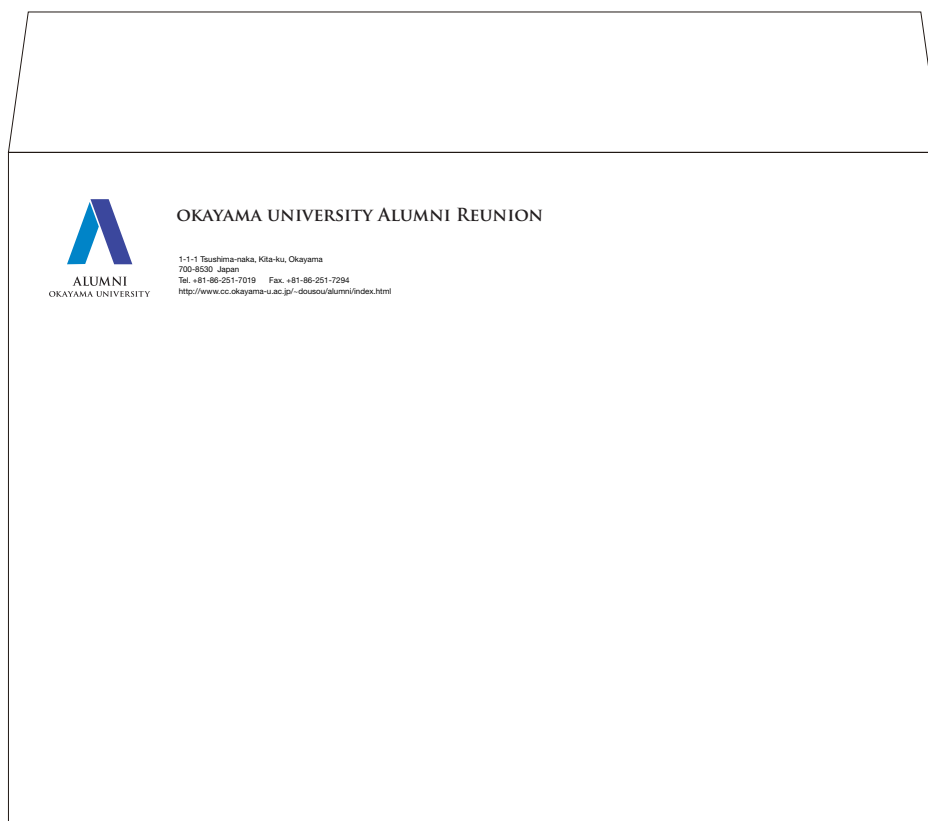 OKAYAMA UNIVERSITY ALUMNI REUNION
1-1-1 Tsushima-naka, Kita-ku, Okayama
700-8530 Japan
Tel. +81-86-251-7019 Fax. +81-86-251-7294
http://www.cc.okayama-u.ac.jp/~dousou/alumni/index.html
ALUMNI
OKAYAMA UNIVERSITY